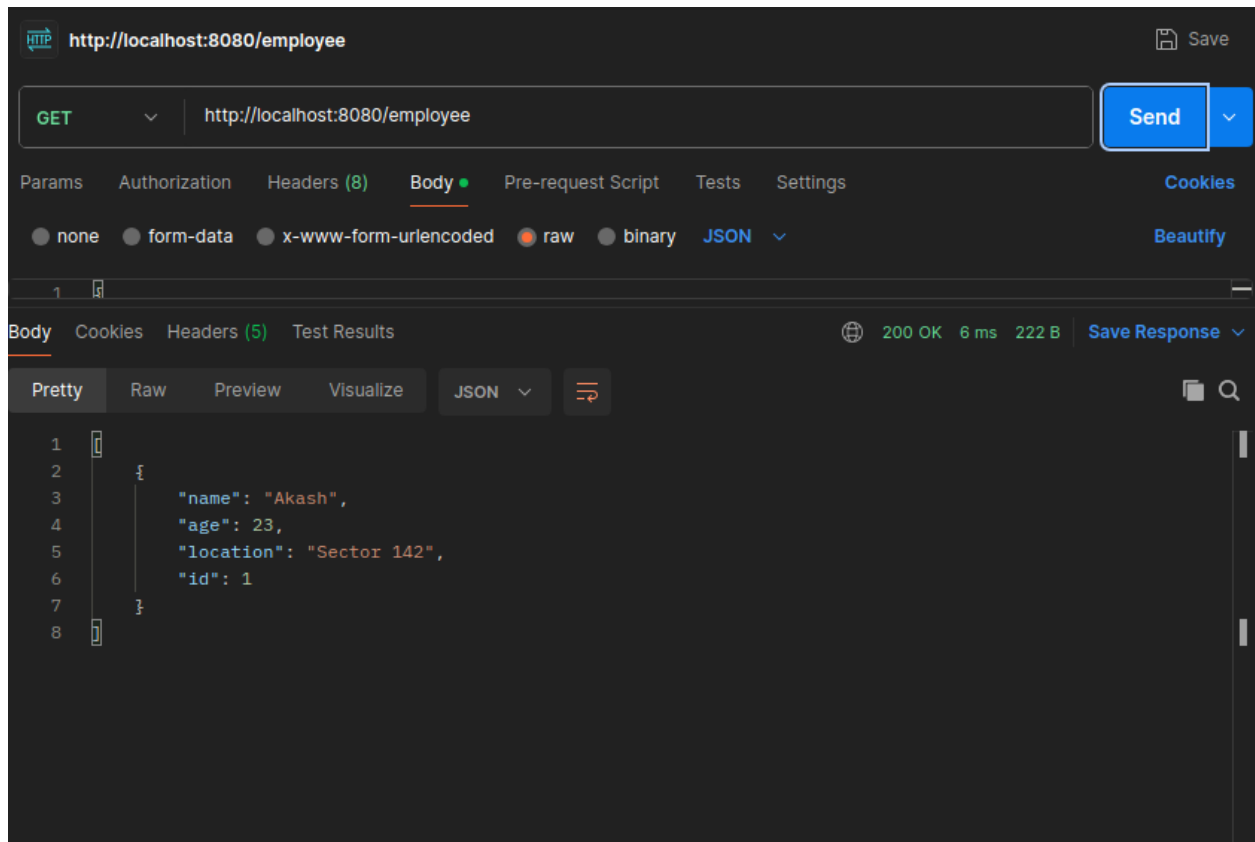 HTTP http://localhost:8080/employee Save
GET http://localhost:8080/employee Send
Params Authorization Headers (8) Body Pre-request Script Tests Settings Cookies
none form-data x-www-form-urlencoded raw binary JSON Beautify
1 {
Body Cookies Headers (5) Test Results 200 OK 6 ms 222 B Save Response
Pretty Raw Preview Visualize JSON
1 [
2 {
3 "name": "Akash",
4 "age": 23,
5 "location": "Sector 142",
6 "id": 1
7 }
8 ]